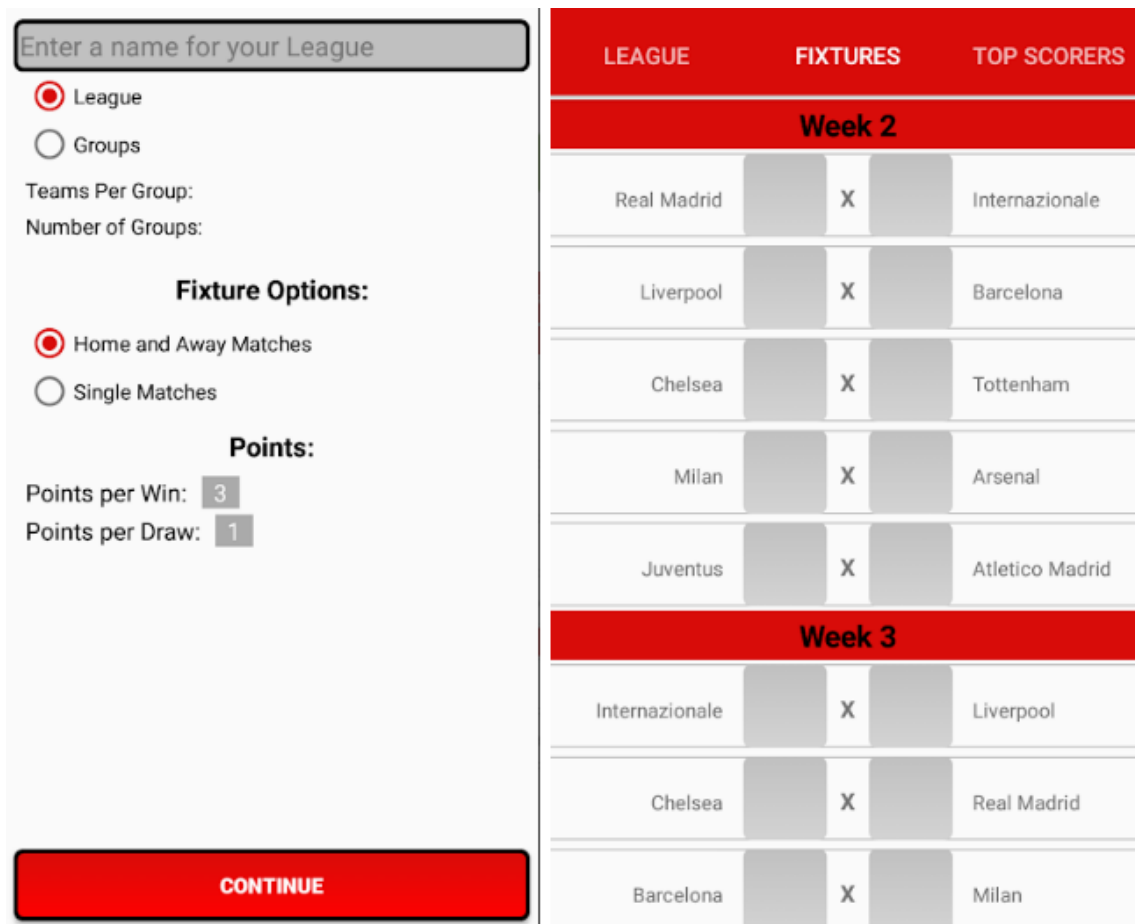 Enter a name for your League
League
Groups
Teams Per Group:
Number of Groups:
Fixture Options:
Home and Away Matches
Single Matches
Points:
Points per Win: 3
Points per Draw: 1
CONTINUE
LEAGUE FIXTURES TOP SCORERS
Week 2
Real Madrid X Internazionale
Liverpool X Barcelona
Chelsea X Tottenham
Milan X Arsenal
Juventus X Atletico Madrid
Week 3
Internazionale X Liverpool
Chelsea X Real Madrid
Barcelona X Milan